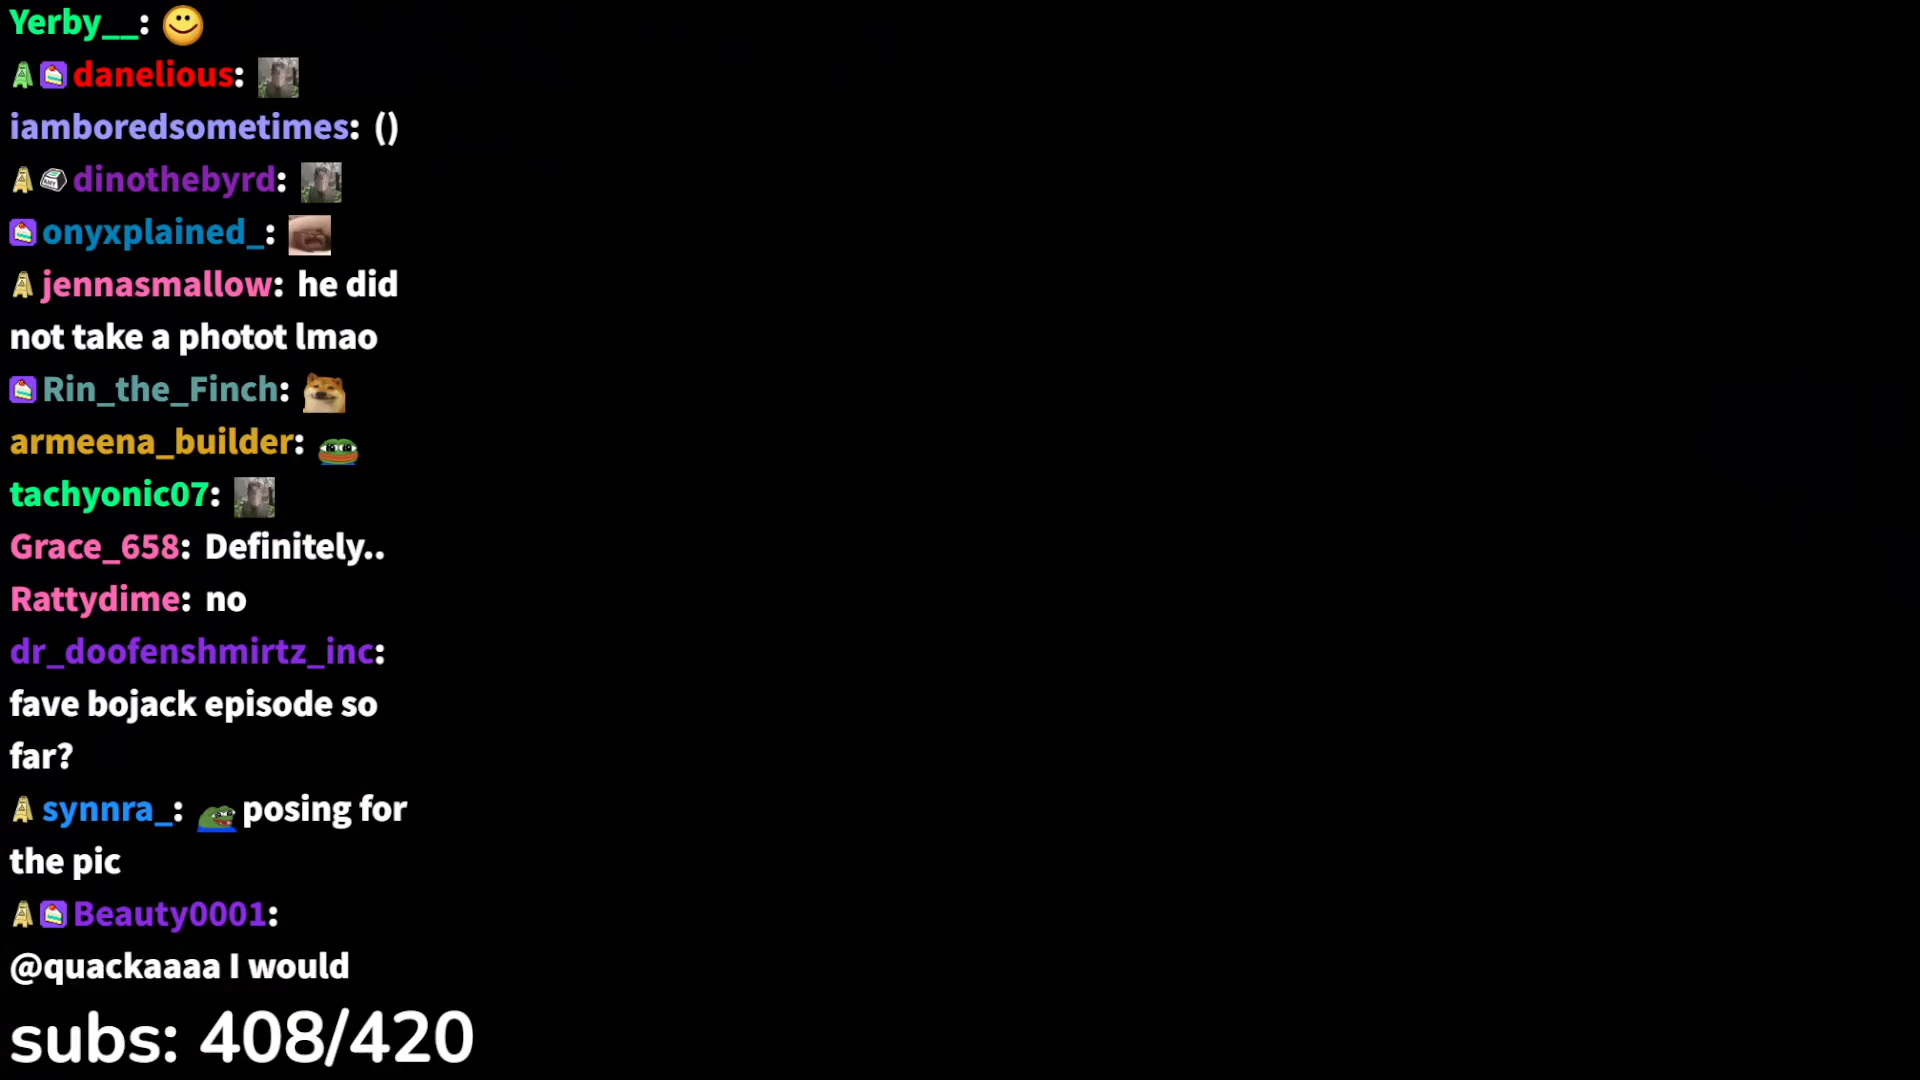 Yerby__:
danelious:
iamboredsometimes: ()
dinothebyrd:
onyxplained_:
jennasmallow: he did
not take a photot lmao
Rin_the_Finch:
armeena_builder:
tachyonic07:
Grace_658: Definitely..
Rattydime: no
dr_doofenshmirtz_inc:
fave bojack episode so
far?
synnra_: posing for
the pic
Beauty0001:
@quackaaaa I would
subs: 408/420